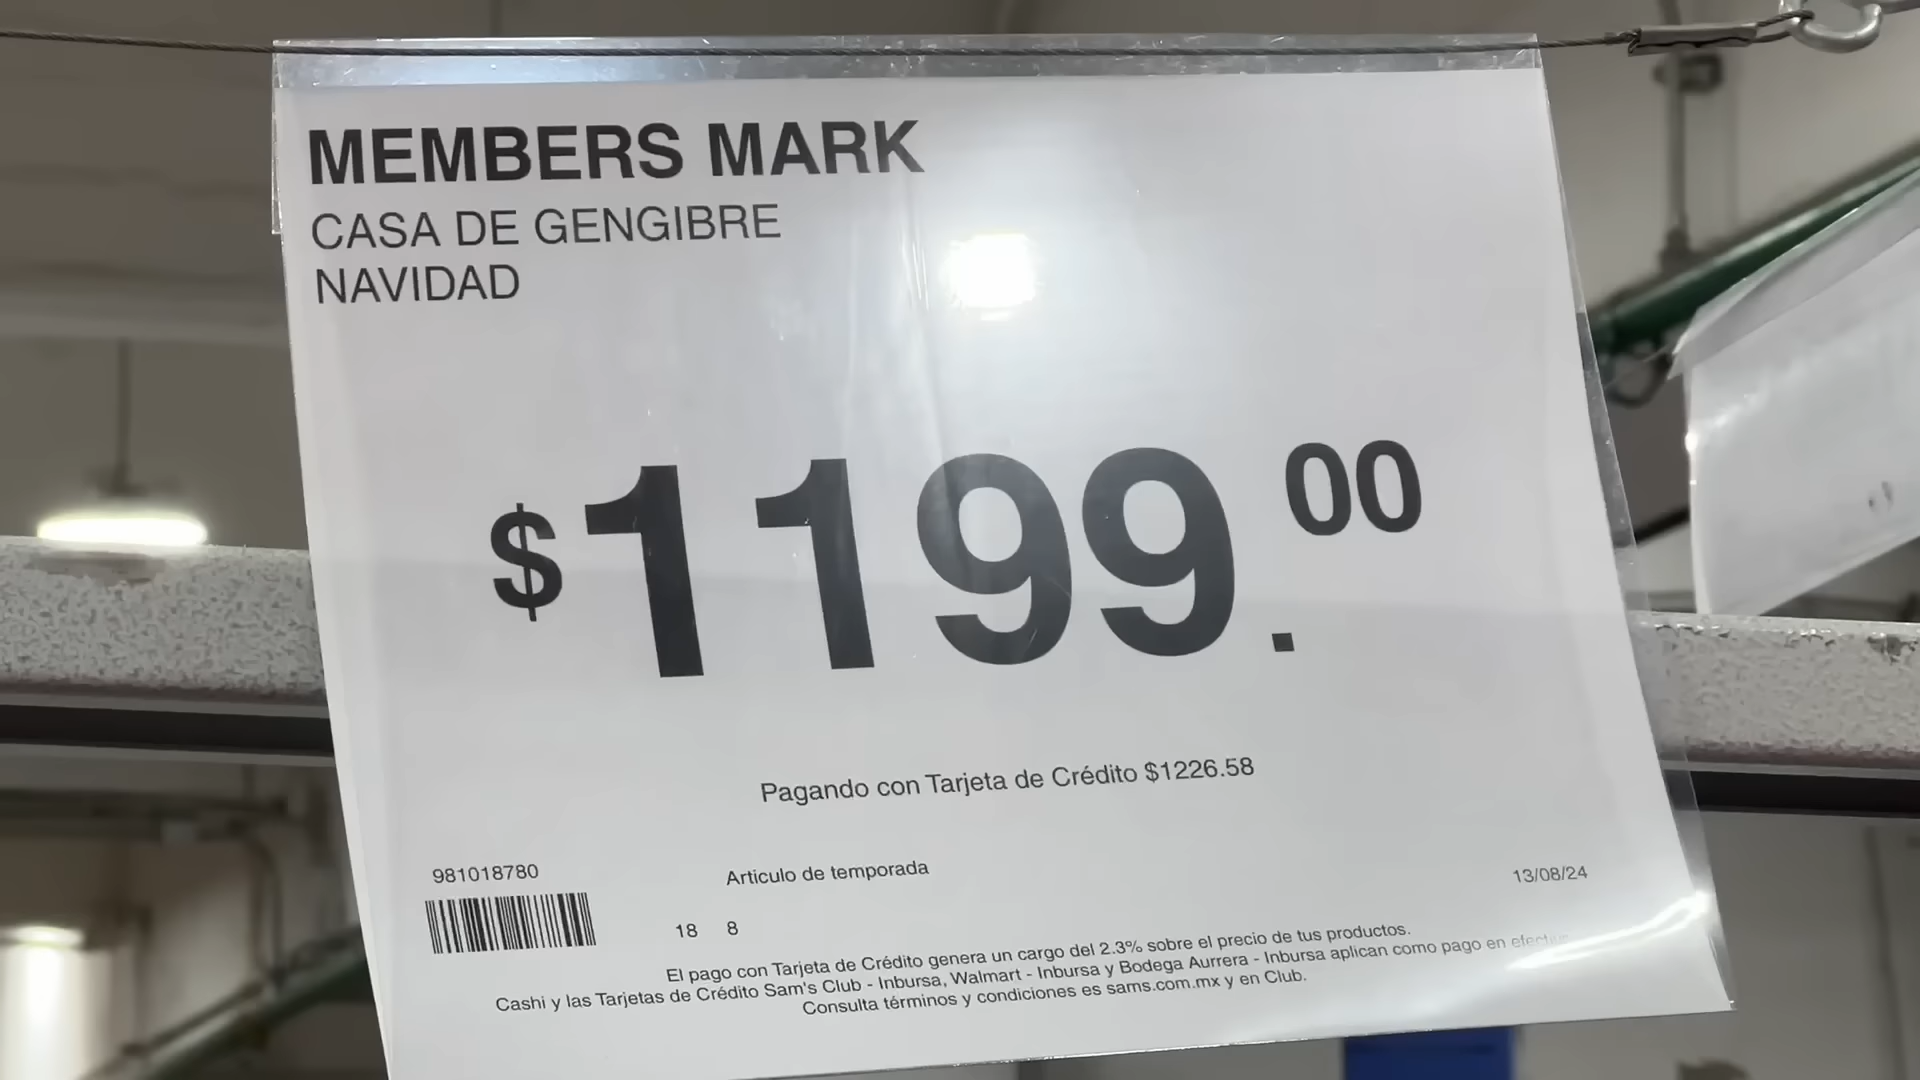 MEMBERS MARK
CASA DE GENGIBRE
NAVIDAD
$1199.00
Pagando con Tarjeta de Crédito $1226.58
981018780
Articulo de temporada
13/08/24
18 8
El pago con Tarjeta de Crédito genera un cargo del 2.3% sobre el precio de tus productos.
Cashi y las Tarjetas de Crédito Sam's Club - Inbursa, Walmart - Inbursa y Bodega Aurrera - Inbursa aplican como pago en efectivo
Consulta términos y condiciones es sams.com.mx y en Club.